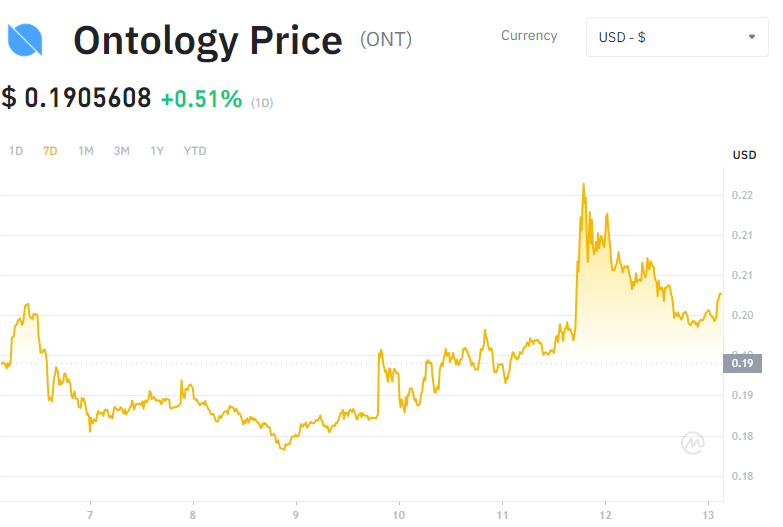 Ontology Price (ONT)
Currency
USD - $
$ 0.1905608 +0.51% (1D)
1D 7D 1M 3M 1Y YTD
USD
0.22
0.21
0.21
0.20
0.19
0.19
0.18
0.18
7 8 9 10 11 12 13